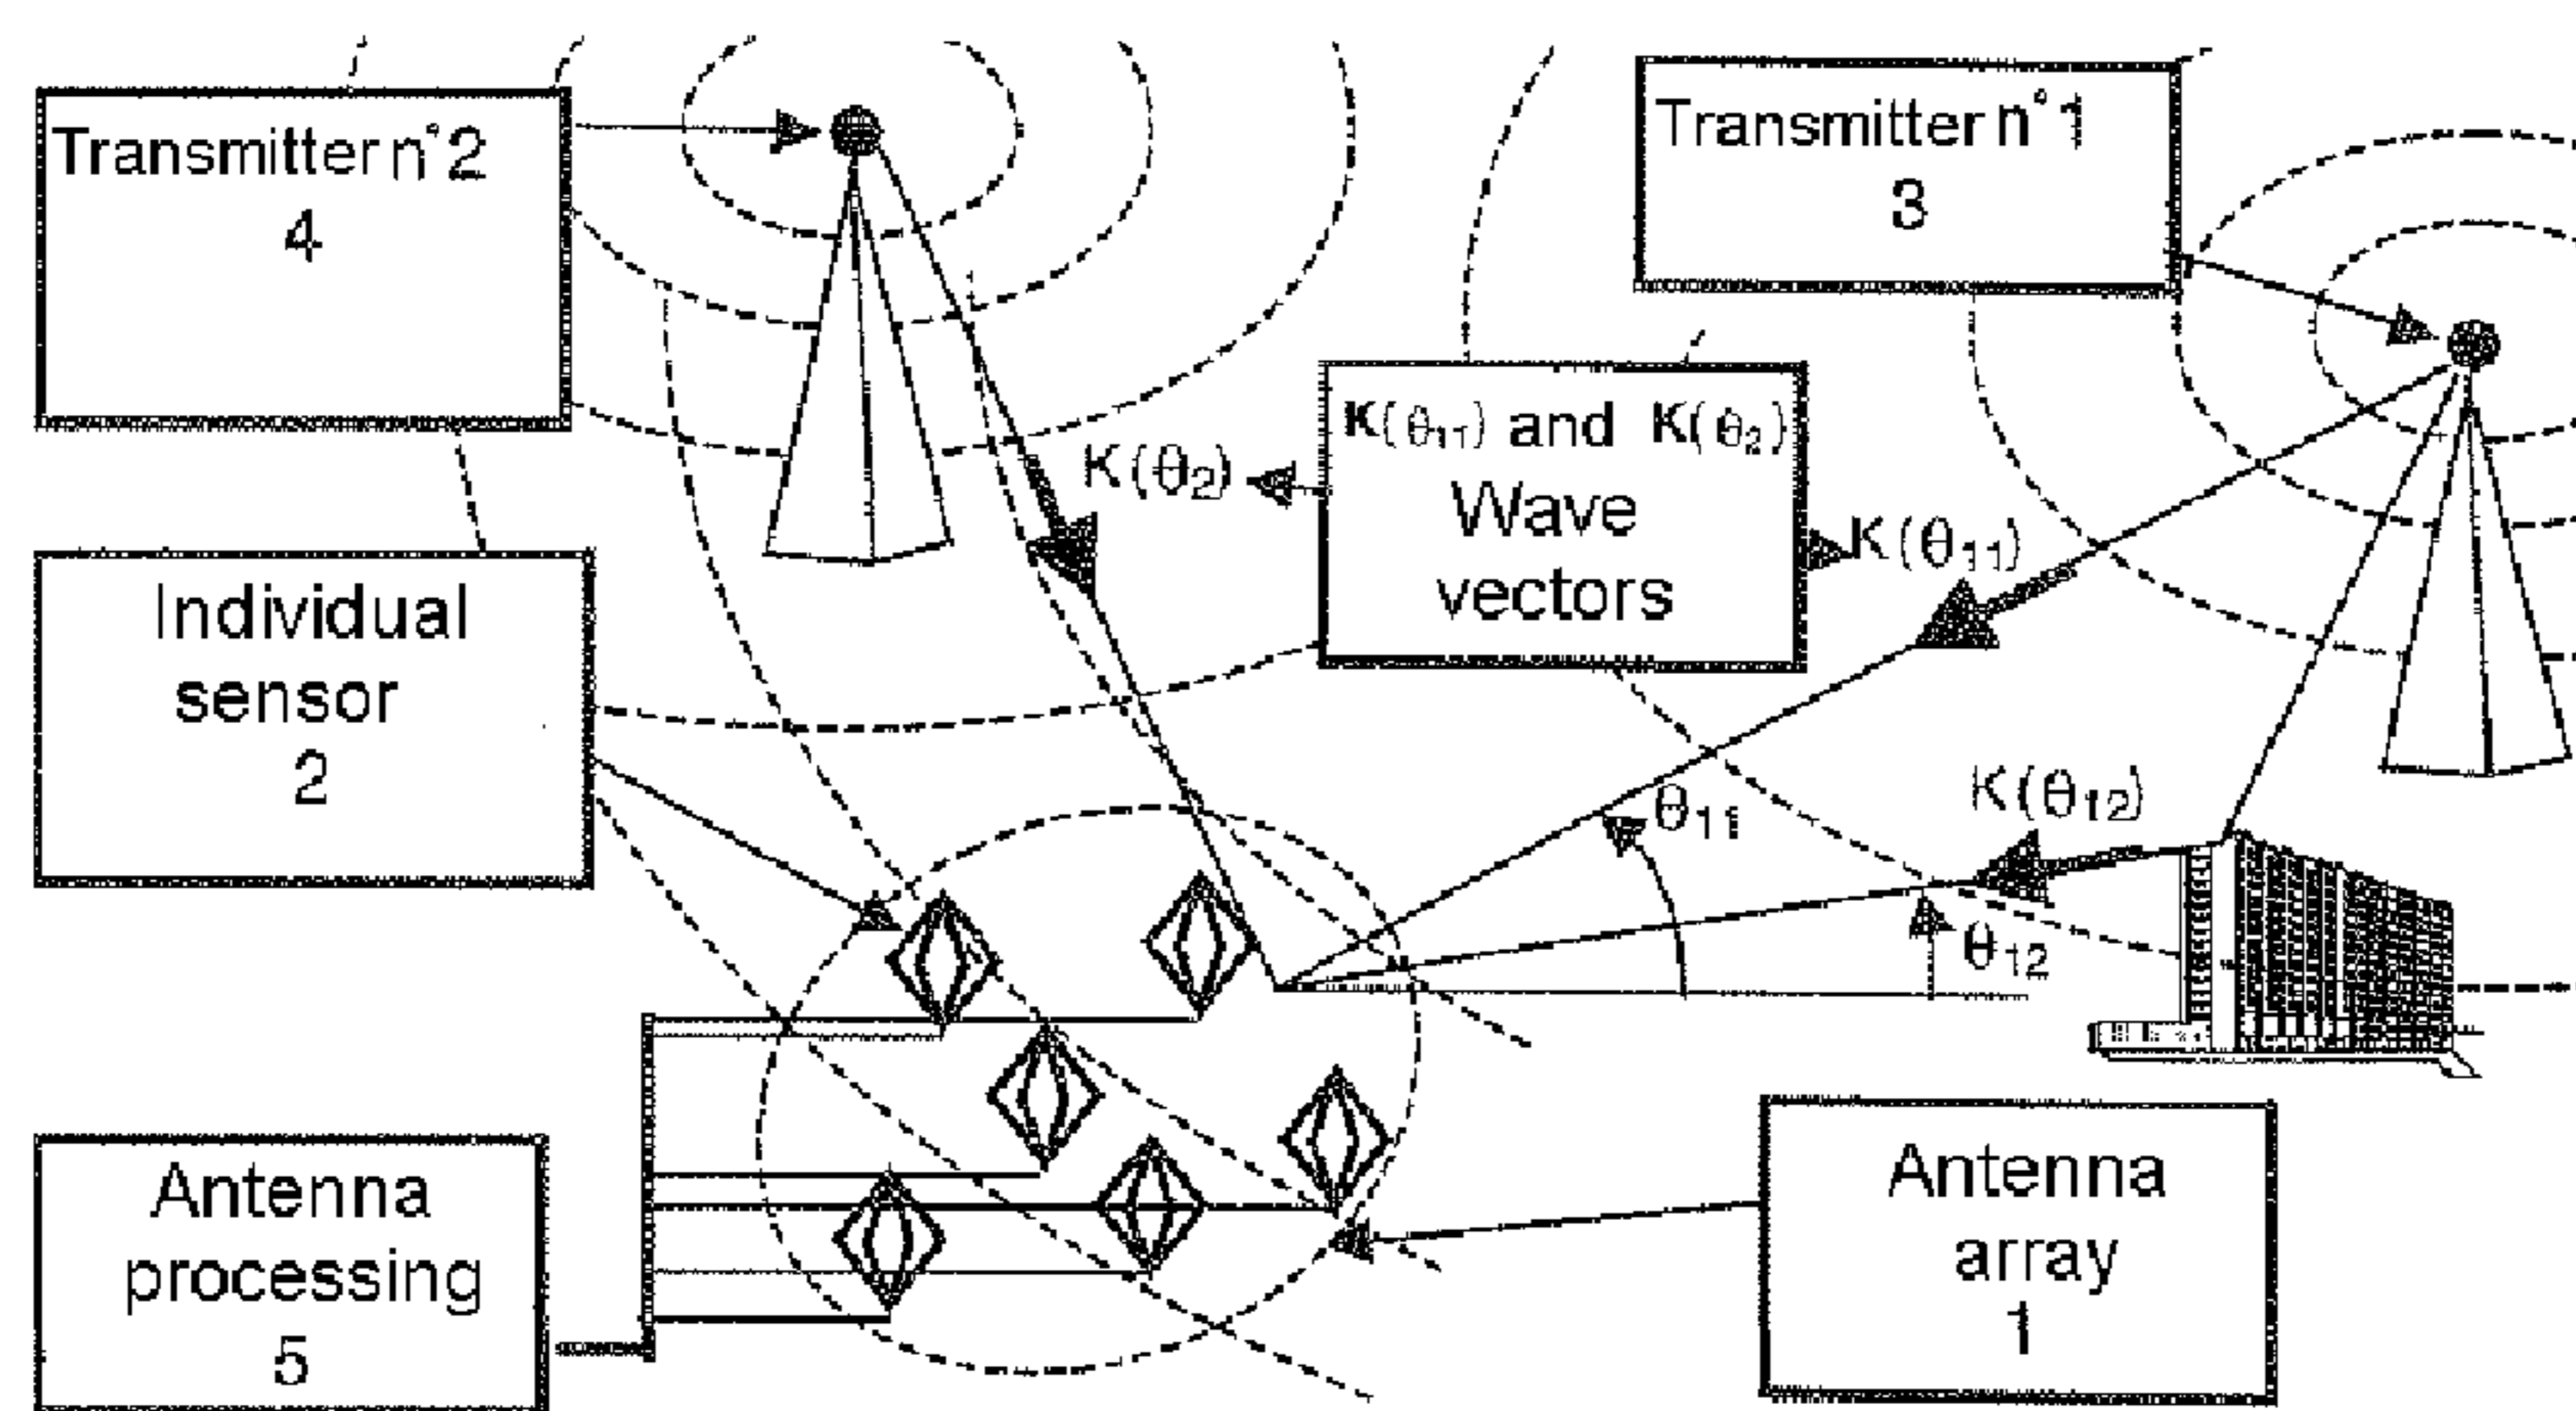 Transmitter n°2
4
Transmitter n°1
3
K(θ11) and K(θ2)
Wave
vectors
K(θ2)
K(θ11)
Individual
sensor
2
K(θ12)
θ11
θ12
Antenna
processing
5
Antenna
array
1